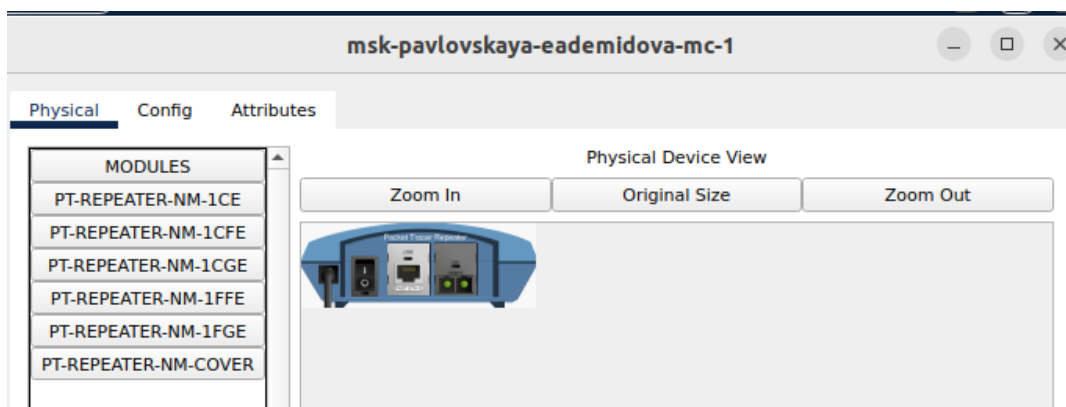 msk-pavlovskaya-eademidova-mc-1
Physical Config Attributes
MODULES
PT-REPEATER-NM-1CE
PT-REPEATER-NM-1CFE
PT-REPEATER-NM-1CGE
PT-REPEATER-NM-1FFE
PT-REPEATER-NM-1FGE
PT-REPEATER-NM-COVER
Physical Device View
Zoom In Original Size Zoom Out
Packet Tracer Repeater